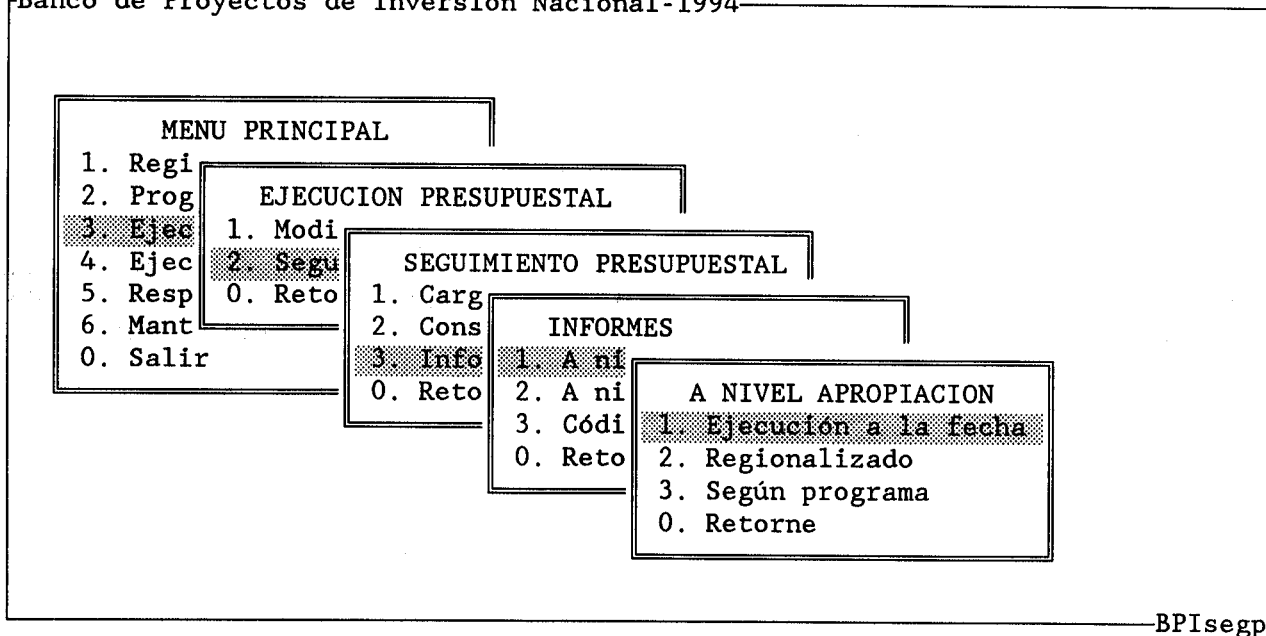 Banco de Proyectos de Inversión Nacional-1994
MENU PRINCIPAL
1. Regi
2. Prog
3. Ejec
4. Ejec
5. Resp
6. Mant
0. Salir
EJECUCION PRESUPUESTAL
1. Modi
2. Segu
0. Reto
SEGUIMIENTO PRESUPUESTAL
1. Carg
2. Cons
3. Info
0. Reto
INFORMES
1. A ni
2. A ni
3. Códi
0. Reto
A NIVEL APROPIACION
1. Ejecución a la fecha
2. Regionalizado
3. Según programa
0. Retorne
BPIsegp